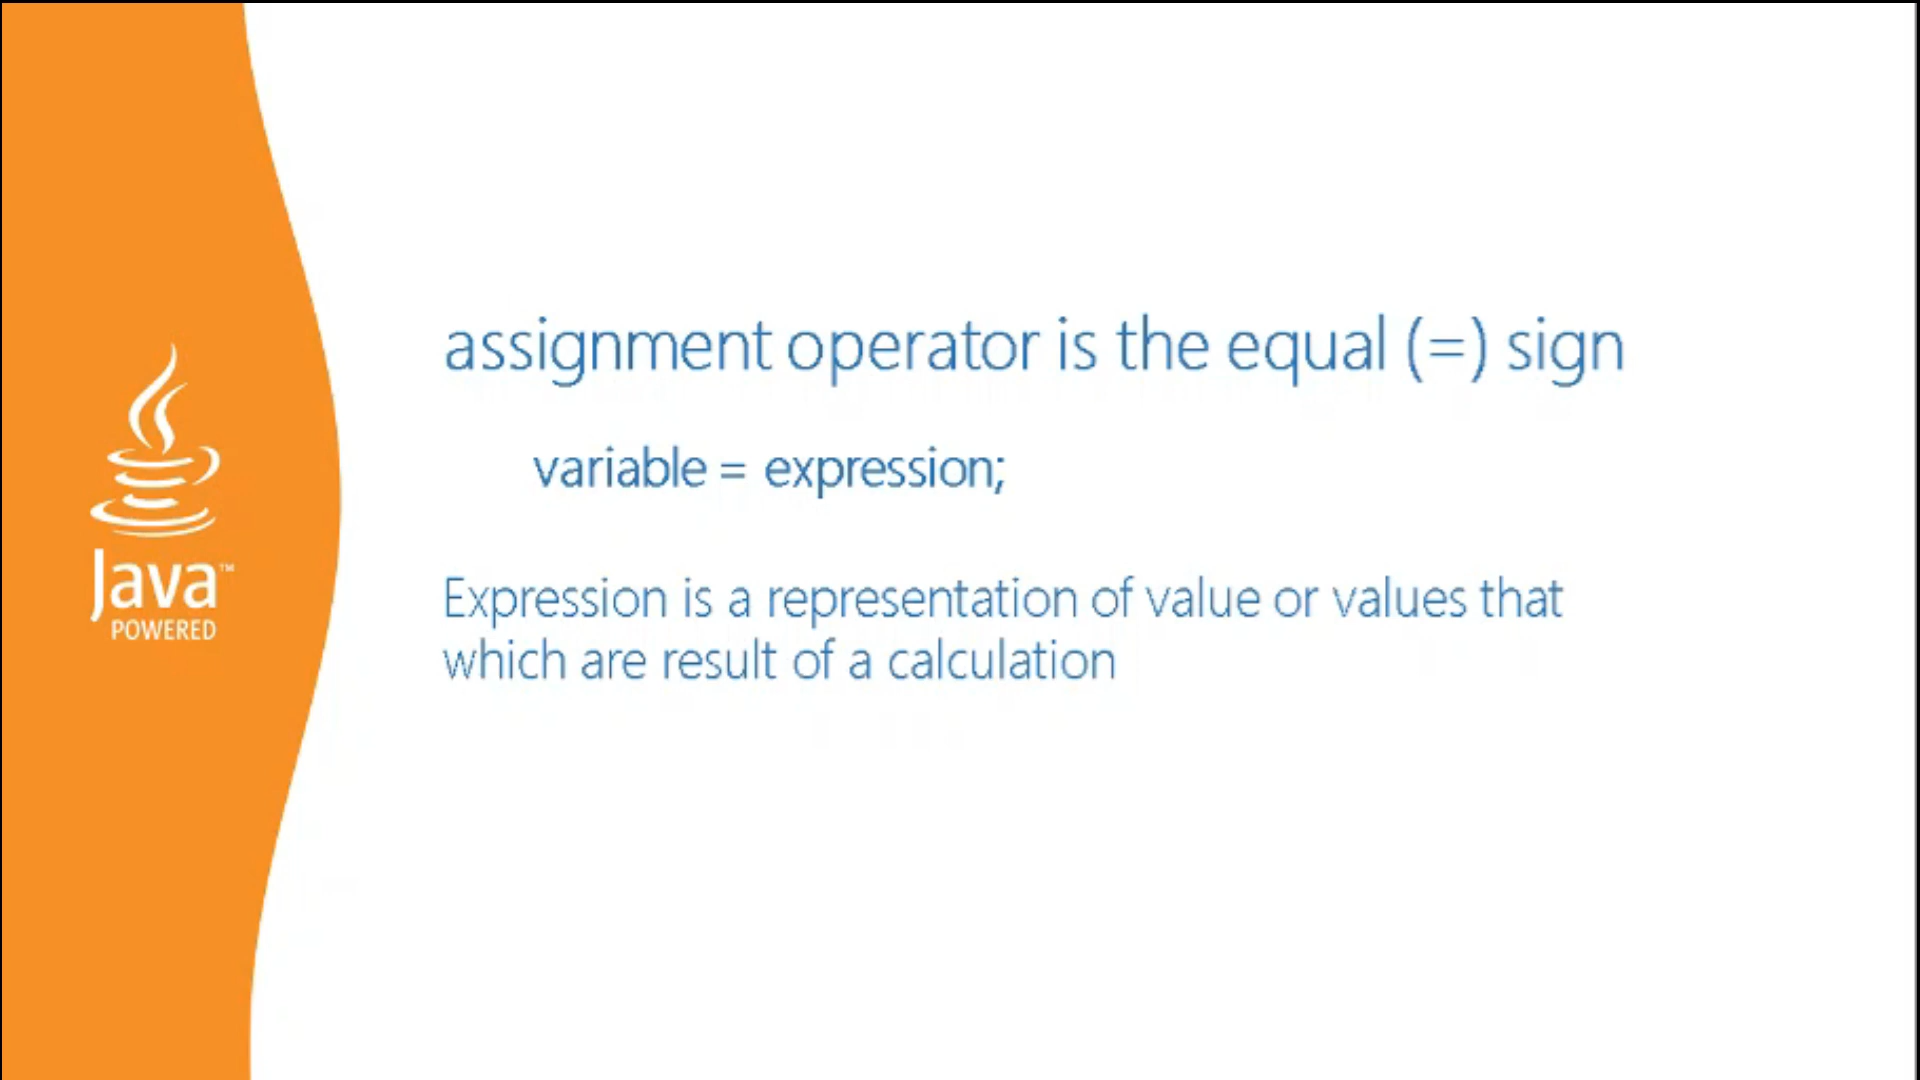 assignment operator is the equal (=) sign
variable = expression;
Expression is a representation of value or values that
which are result of a calculation
Java™
POWERED